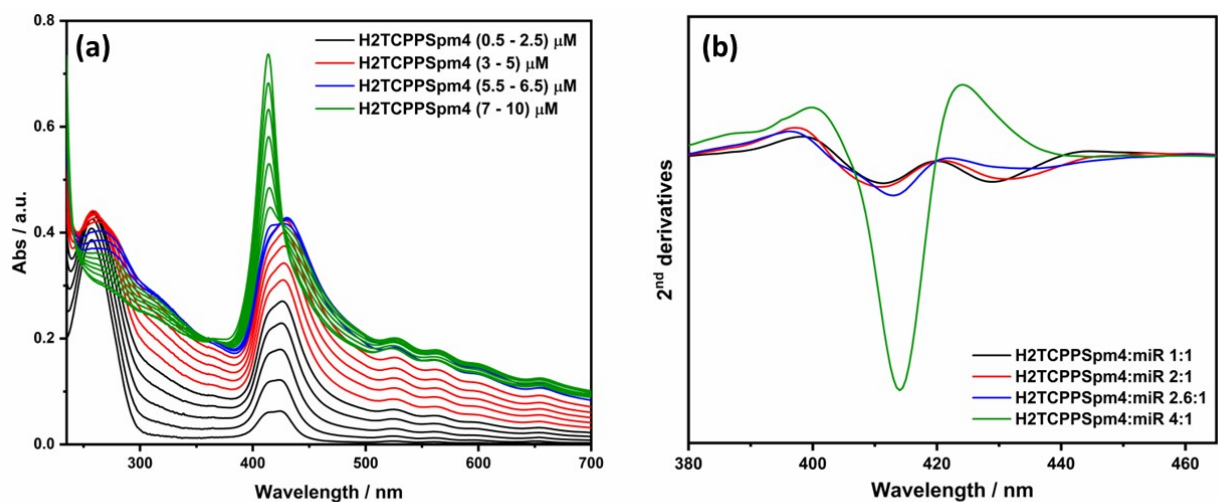 (a)
H2TCPPSpm4 (0.5 - 2.5) μM
H2TCPPSpm4 (3 - 5) μM
H2TCPPSpm4 (5.5 - 6.5) μM
H2TCPPSpm4 (7 - 10) μM
Abs / a.u.
0.8
0.6
0.4
0.2
0.0
300 400 500 600 700
Wavelength / nm
(b)
2nd derivatives
H2TCPPSpm4:miR 1:1
H2TCPPSpm4:miR 2:1
H2TCPPSpm4:miR 2.6:1
H2TCPPSpm4:miR 4:1
380 400 420 440 460
Wavelength / nm